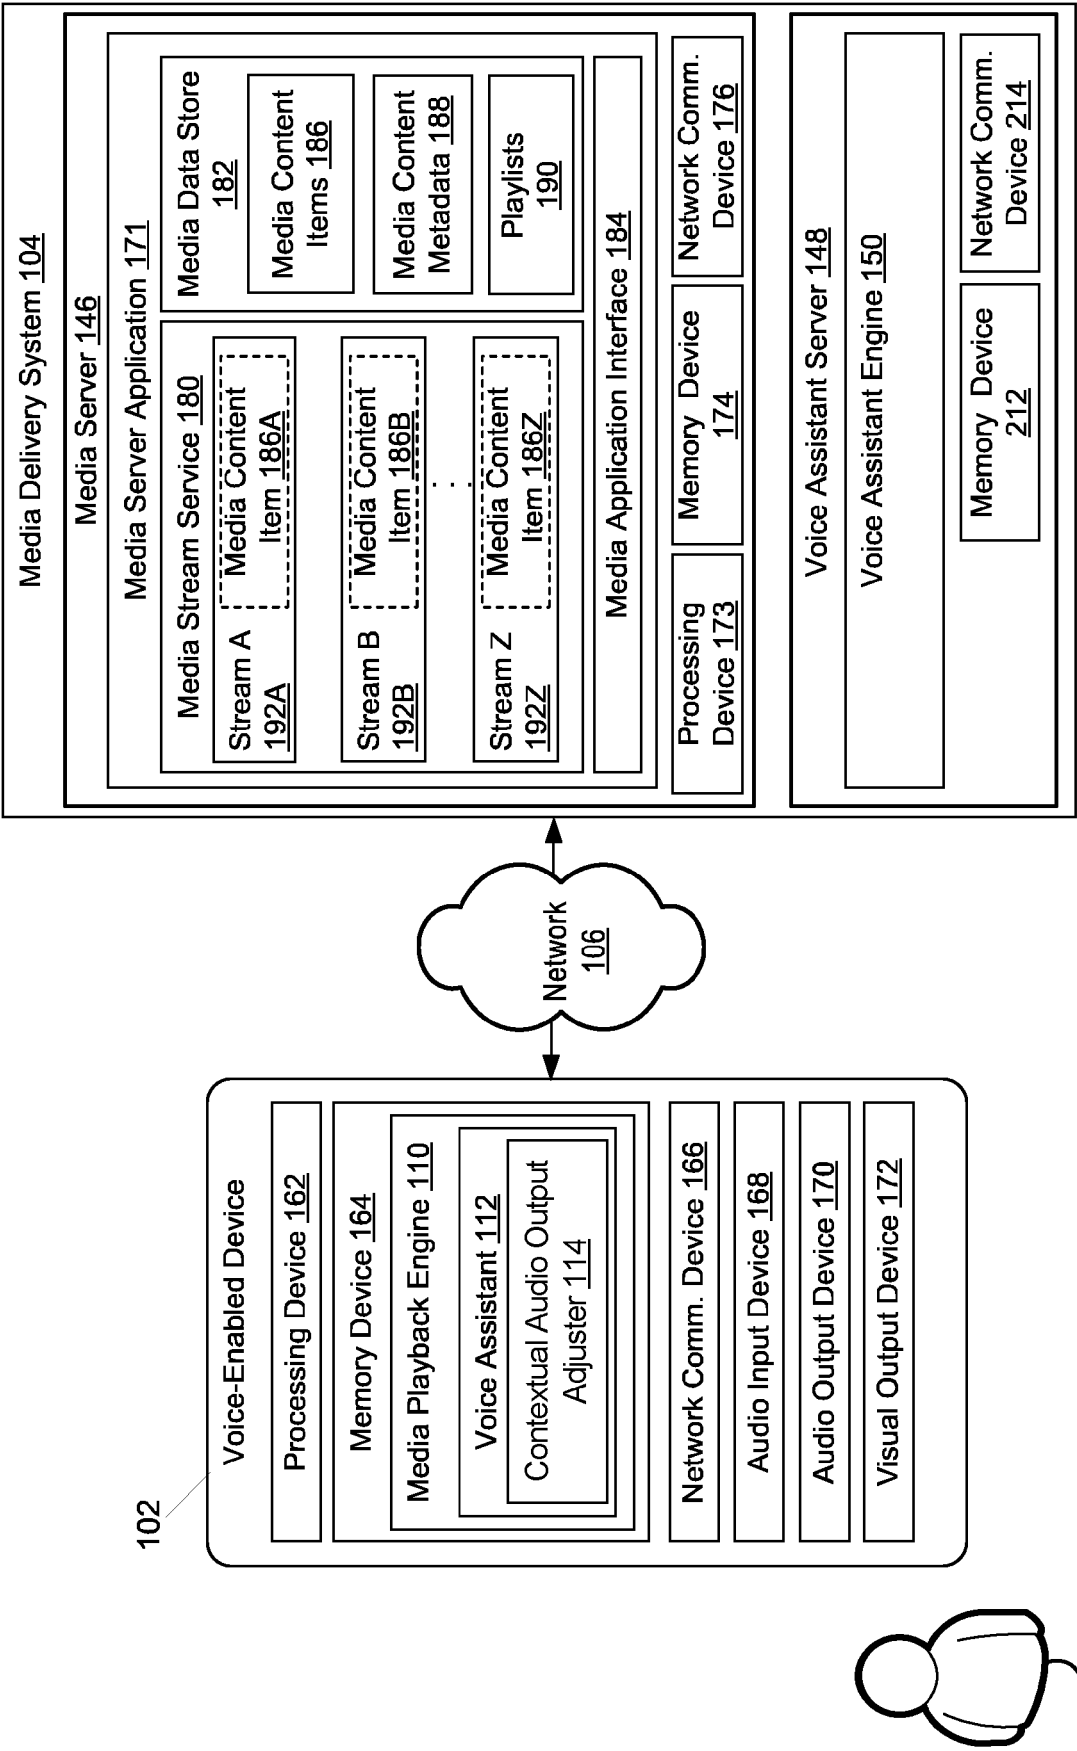 102
Voice-Enabled Device
Processing Device 162
Memory Device 164
Media Playback Engine 110
Voice Assistant 112
Contextual Audio Output
Adjuster 114
Network Comm. Device 166
Audio Input Device 168
Audio Output Device 170
Visual Output Device 172
Network
106
Media Delivery System 104
Media Server 146
Media Server Application 171
Media Stream Service 180
Stream A
192A
Media Content
Item 186A
Stream B
192B
Media Content
Item 186B
. . .
Stream Z
192Z
Media Content
Item 186Z
Media Data Store
182
Media Content
Items 186
Media Content
Metadata 188
Playlists
190
Media Application Interface 184
Processing
Device 173
Memory Device
174
Network Comm.
Device 176
Voice Assistant Server 148
Voice Assistant Engine 150
Memory Device
212
Network Comm.
Device 214